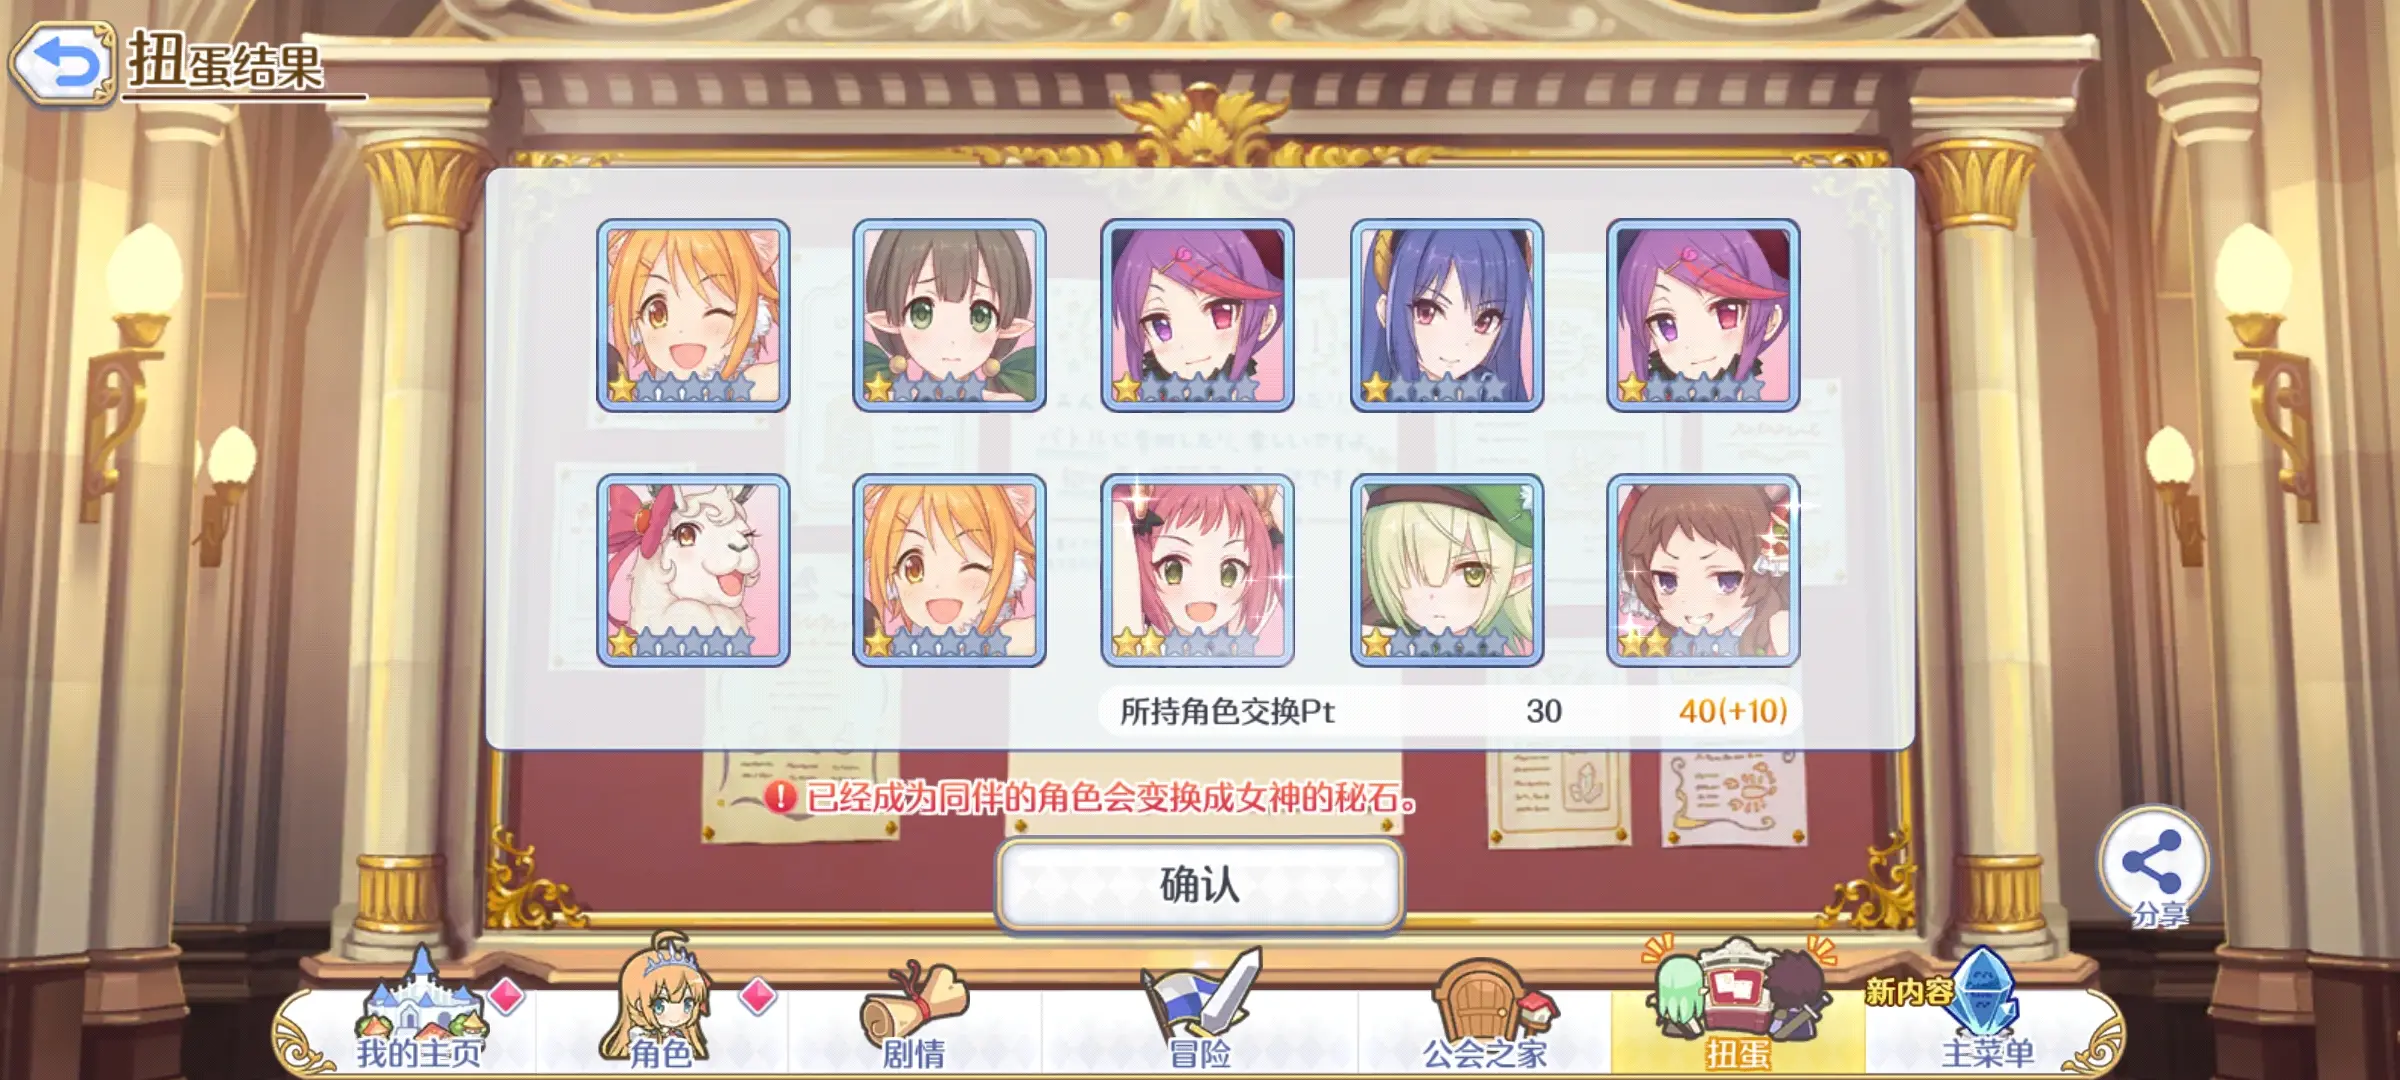 扭蛋结果
所持角色交换Pt 30 40(+10)
已经成为同伴的角色会变换成女神的秘石。
确认
分享
新内容
我的主页 角色 剧情 冒险 公会之家 扭蛋 主菜单